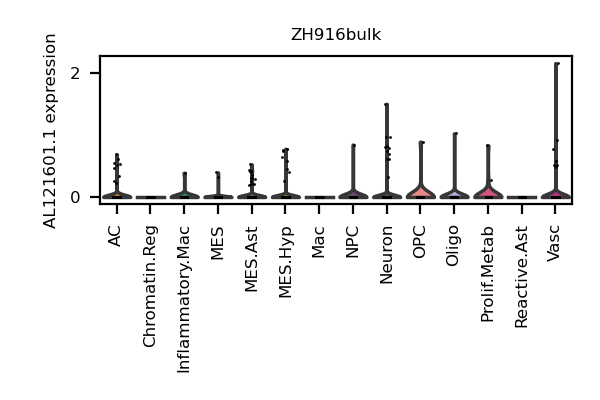 ZH916bulk
AL121601.1 expression
2
0
AC
Chromatin.Reg
Inflammatory.Mac
MES
MES.Ast
MES.Hyp
Mac
NPC
Neuron
OPC
Oligo
Prolif.Metab
Reactive.Ast
Vasc